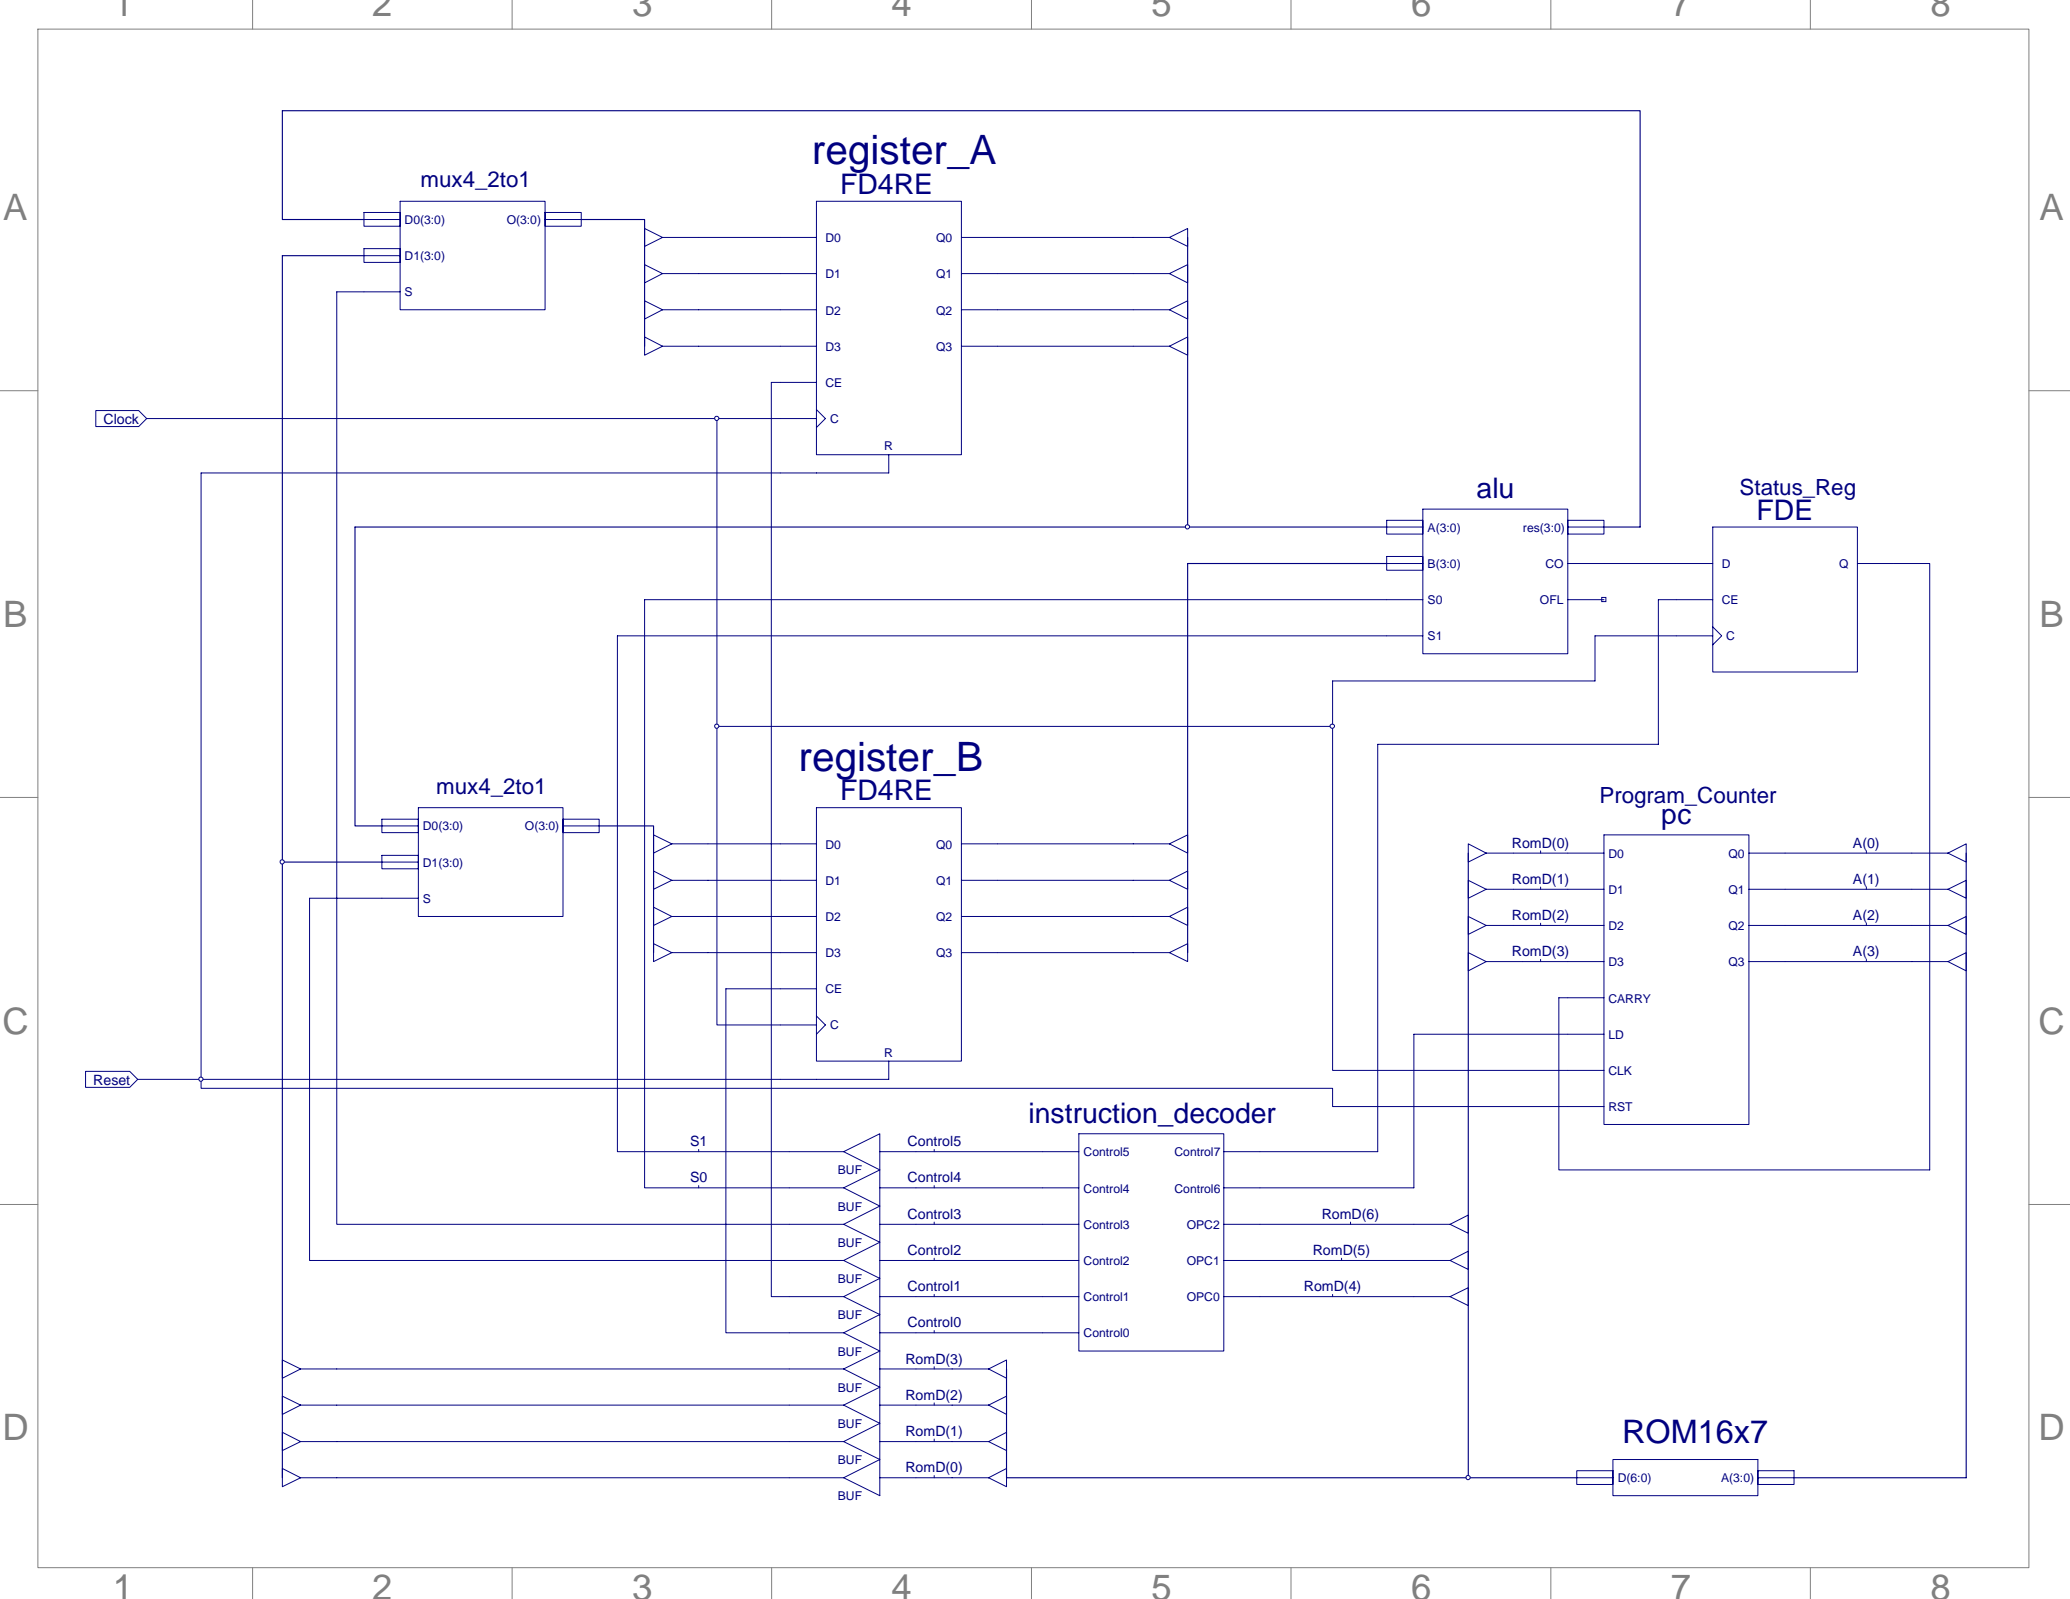 1 2 3 4 5 6 7 8
A A
register_A
FD4RE
mux4_2to1
D0(3:0) O(3:0)
D1(3:0)
S
D0 Q0
D1 Q1
D2 Q2
D3 Q3
CE
C
R
Clock
B B
alu
A(3:0) res(3:0)
B(3:0) CO
S0 OFL
S1
Status_Reg
FDE
D Q
CE
C
register_B
FD4RE
mux4_2to1
D0(3:0) O(3:0)
D1(3:0)
S
D0 Q0
D1 Q1
D2 Q2
D3 Q3
CE
C
R
Reset
C C
Program_Counter
pc
RomD(0) D0 Q0 A(0)
RomD(1) D1 Q1 A(1)
RomD(2) D2 Q2 A(2)
RomD(3) D3 Q3 A(3)
CARRY
LD
CLK
RST
instruction_decoder
S1 BUF Control5 Control5 Control7
S0 BUF Control4 Control4 Control6
BUF Control3 Control3 OPC2 RomD(6)
BUF Control2 Control2 OPC1 RomD(5)
BUF Control1 Control1 OPC0 RomD(4)
BUF Control0 Control0
BUF RomD(3)
BUF RomD(2)
BUF RomD(1)
BUF RomD(0)
D D
ROM16x7
D(6:0) A(3:0)
1 2 3 4 5 6 7 8